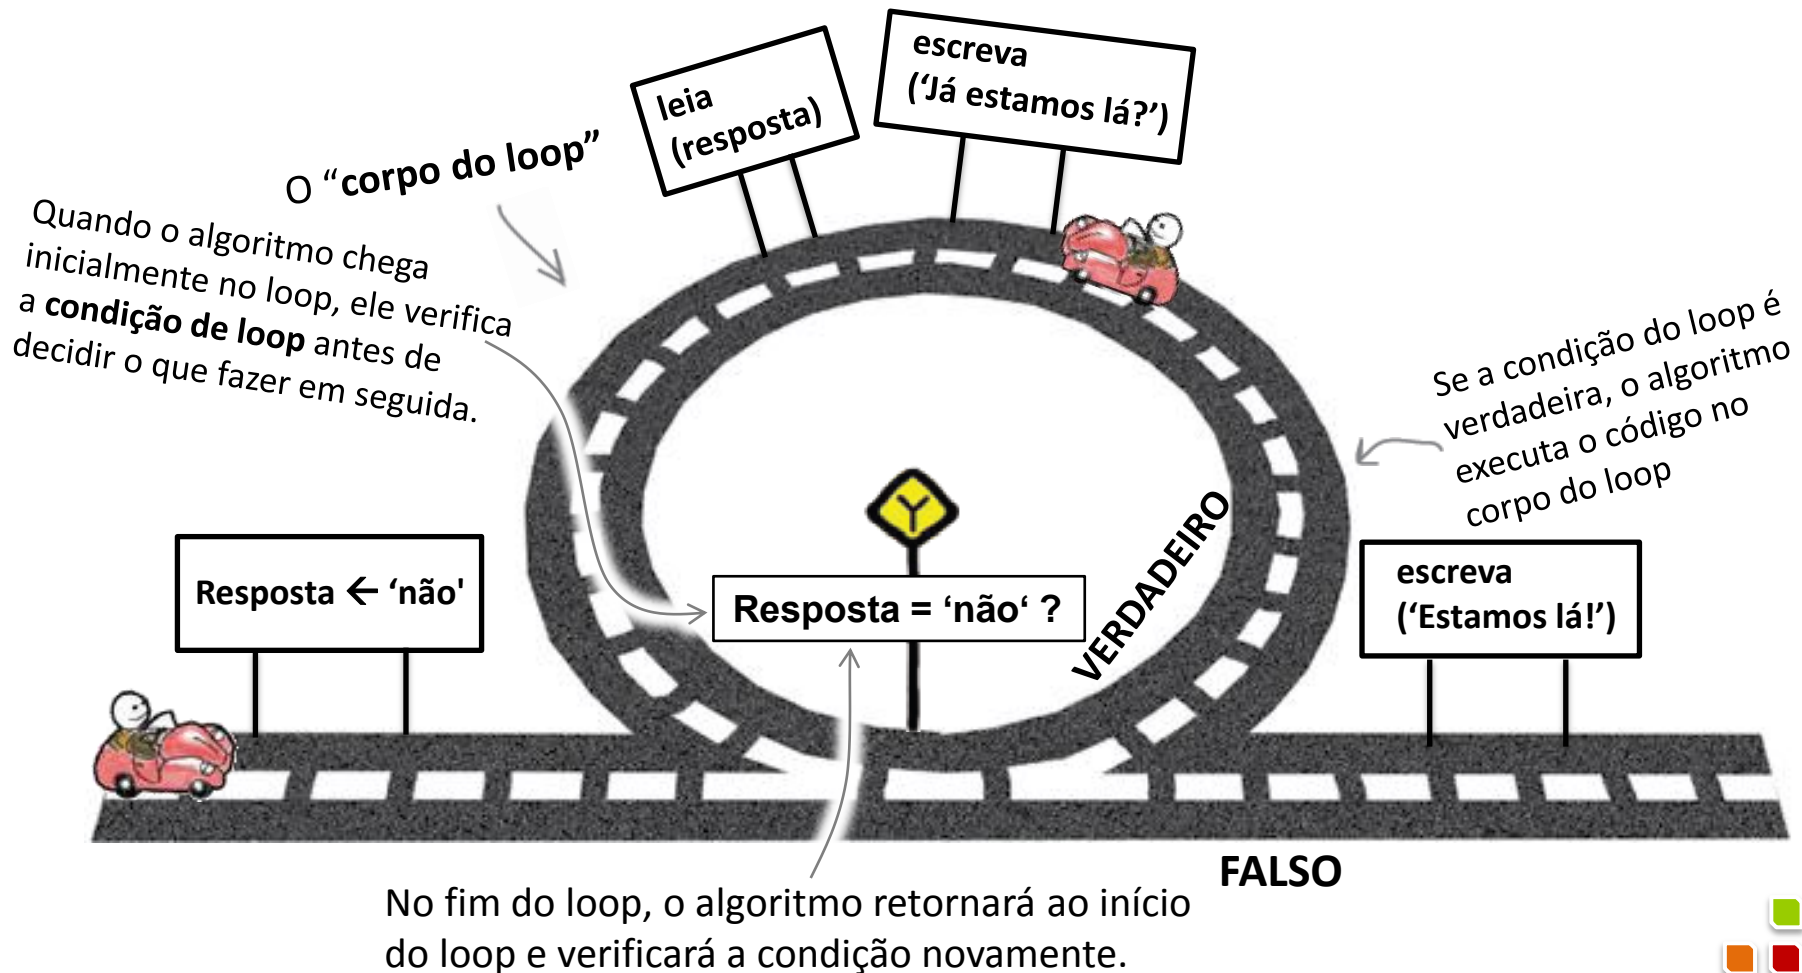 escreva
(‘Já estamos lá?’)
leia
(resposta)
O “corpo do loop”
Quando o algoritmo chega
inicialmente no loop, ele verifica
a condição de loop antes de
decidir o que fazer em seguida.
Se a condição do loop é
verdadeira, o algoritmo
executa o código no
corpo do loop
Resposta ← ‘não'
Resposta = ‘não‘ ?
VERDADEIRO
escreva
(‘Estamos lá!’)
FALSO
No fim do loop, o algoritmo retornará ao início
do loop e verificará a condição novamente.